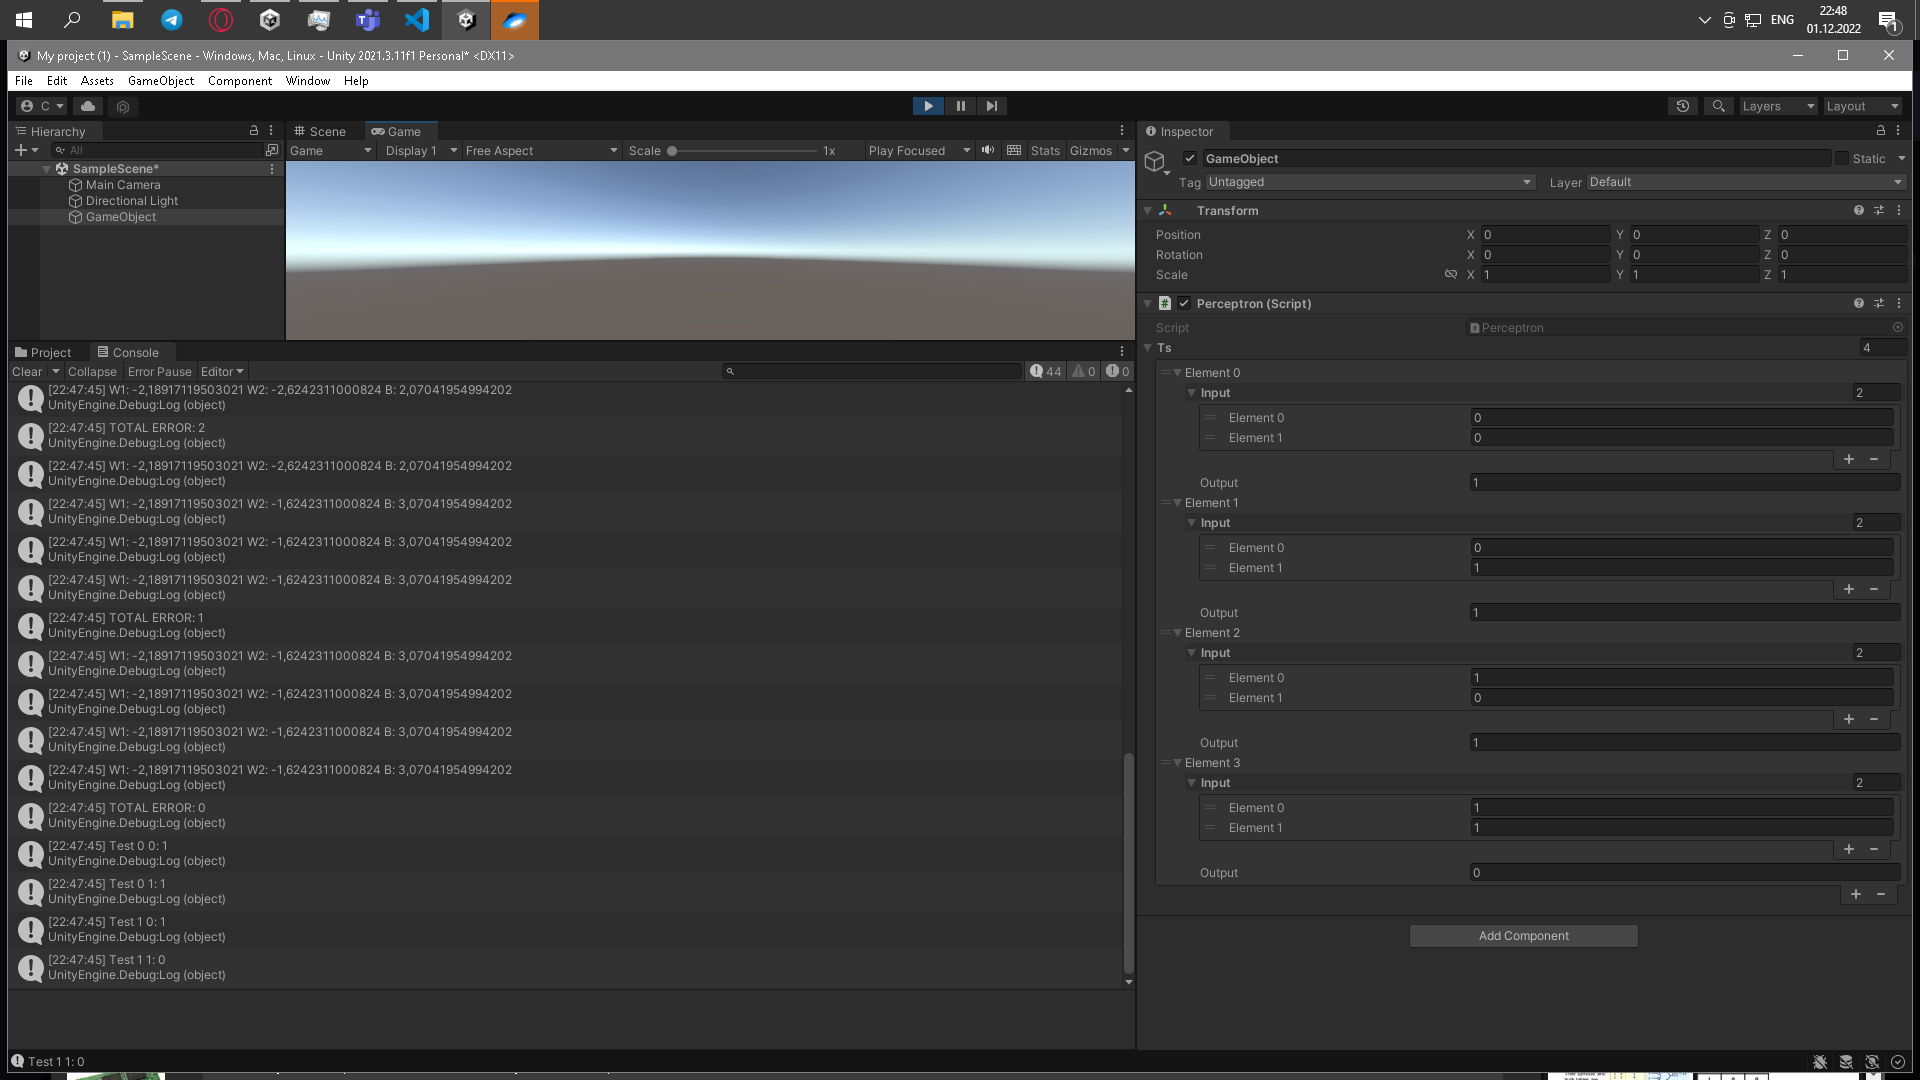 ENG
22:48
01.12.2022
1
My project (1) - SampleScene - Windows, Mac, Linux - Unity 2021.3.11f1 Personal* <DX11>
File Edit Assets GameObject Component Window Help
C
Layers
Layout
Hierarchy
All
SampleScene*
Main Camera
Directional Light
GameObject
Scene Game
Game Display 1 Free Aspect Scale 1x Play Focused Stats Gizmos
Project Console
Clear Collapse Error Pause Editor 44 0 0
[22:47:45] W1: -2,18917119503021 W2: -2,6242311000824 B: 2,07041954994202
UnityEngine.Debug:Log (object)
[22:47:45] TOTAL ERROR: 2
UnityEngine.Debug:Log (object)
[22:47:45] W1: -2,18917119503021 W2: -2,6242311000824 B: 2,07041954994202
UnityEngine.Debug:Log (object)
[22:47:45] W1: -2,18917119503021 W2: -1,6242311000824 B: 3,07041954994202
UnityEngine.Debug:Log (object)
[22:47:45] W1: -2,18917119503021 W2: -1,6242311000824 B: 3,07041954994202
UnityEngine.Debug:Log (object)
[22:47:45] W1: -2,18917119503021 W2: -1,6242311000824 B: 3,07041954994202
UnityEngine.Debug:Log (object)
[22:47:45] TOTAL ERROR: 1
UnityEngine.Debug:Log (object)
[22:47:45] W1: -2,18917119503021 W2: -1,6242311000824 B: 3,07041954994202
UnityEngine.Debug:Log (object)
[22:47:45] W1: -2,18917119503021 W2: -1,6242311000824 B: 3,07041954994202
UnityEngine.Debug:Log (object)
[22:47:45] W1: -2,18917119503021 W2: -1,6242311000824 B: 3,07041954994202
UnityEngine.Debug:Log (object)
[22:47:45] W1: -2,18917119503021 W2: -1,6242311000824 B: 3,07041954994202
UnityEngine.Debug:Log (object)
[22:47:45] TOTAL ERROR: 0
UnityEngine.Debug:Log (object)
[22:47:45] Test 0 0: 1
UnityEngine.Debug:Log (object)
[22:47:45] Test 0 1: 1
UnityEngine.Debug:Log (object)
[22:47:45] Test 1 0: 1
UnityEngine.Debug:Log (object)
[22:47:45] Test 1 1: 0
UnityEngine.Debug:Log (object)
Test 1 1: 0
Inspector
GameObject Static
Tag Untagged Layer Default
Transform
Position X 0 Y 0 Z 0
Rotation X 0 Y 0 Z 0
Scale X 1 Y 1 Z 1
# Perceptron (Script)
Script Perceptron
Ts 4
Element 0
Input 2
Element 0 0
Element 1 0
Output 1
Element 1
Input 2
Element 0 0
Element 1 1
Output 1
Element 2
Input 2
Element 0 1
Element 1 0
Output 1
Element 3
Input 2
Element 0 1
Element 1 1
Output 0
Add Component